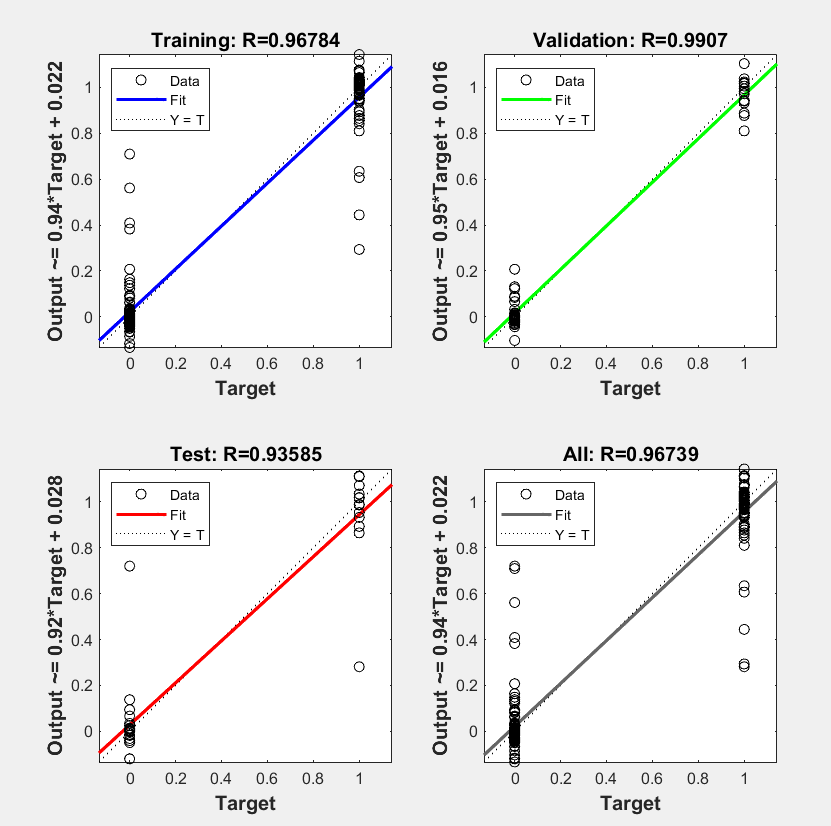 Training: R=0.96784
Output ~= 0.94*Target + 0.022
1
0.8
0.6
0.4
0.2
0
Data
Fit
Y = T
0 0.2 0.4 0.6 0.8 1
Target
Validation: R=0.9907
Output ~= 0.95*Target + 0.016
1
0.8
0.6
0.4
0.2
0
Data
Fit
Y = T
0 0.2 0.4 0.6 0.8 1
Target
Test: R=0.93585
Output ~= 0.92*Target + 0.028
1
0.8
0.6
0.4
0.2
0
Data
Fit
Y = T
0 0.2 0.4 0.6 0.8 1
Target
All: R=0.96739
Output ~= 0.94*Target + 0.022
1
0.8
0.6
0.4
0.2
0
Data
Fit
Y = T
0 0.2 0.4 0.6 0.8 1
Target